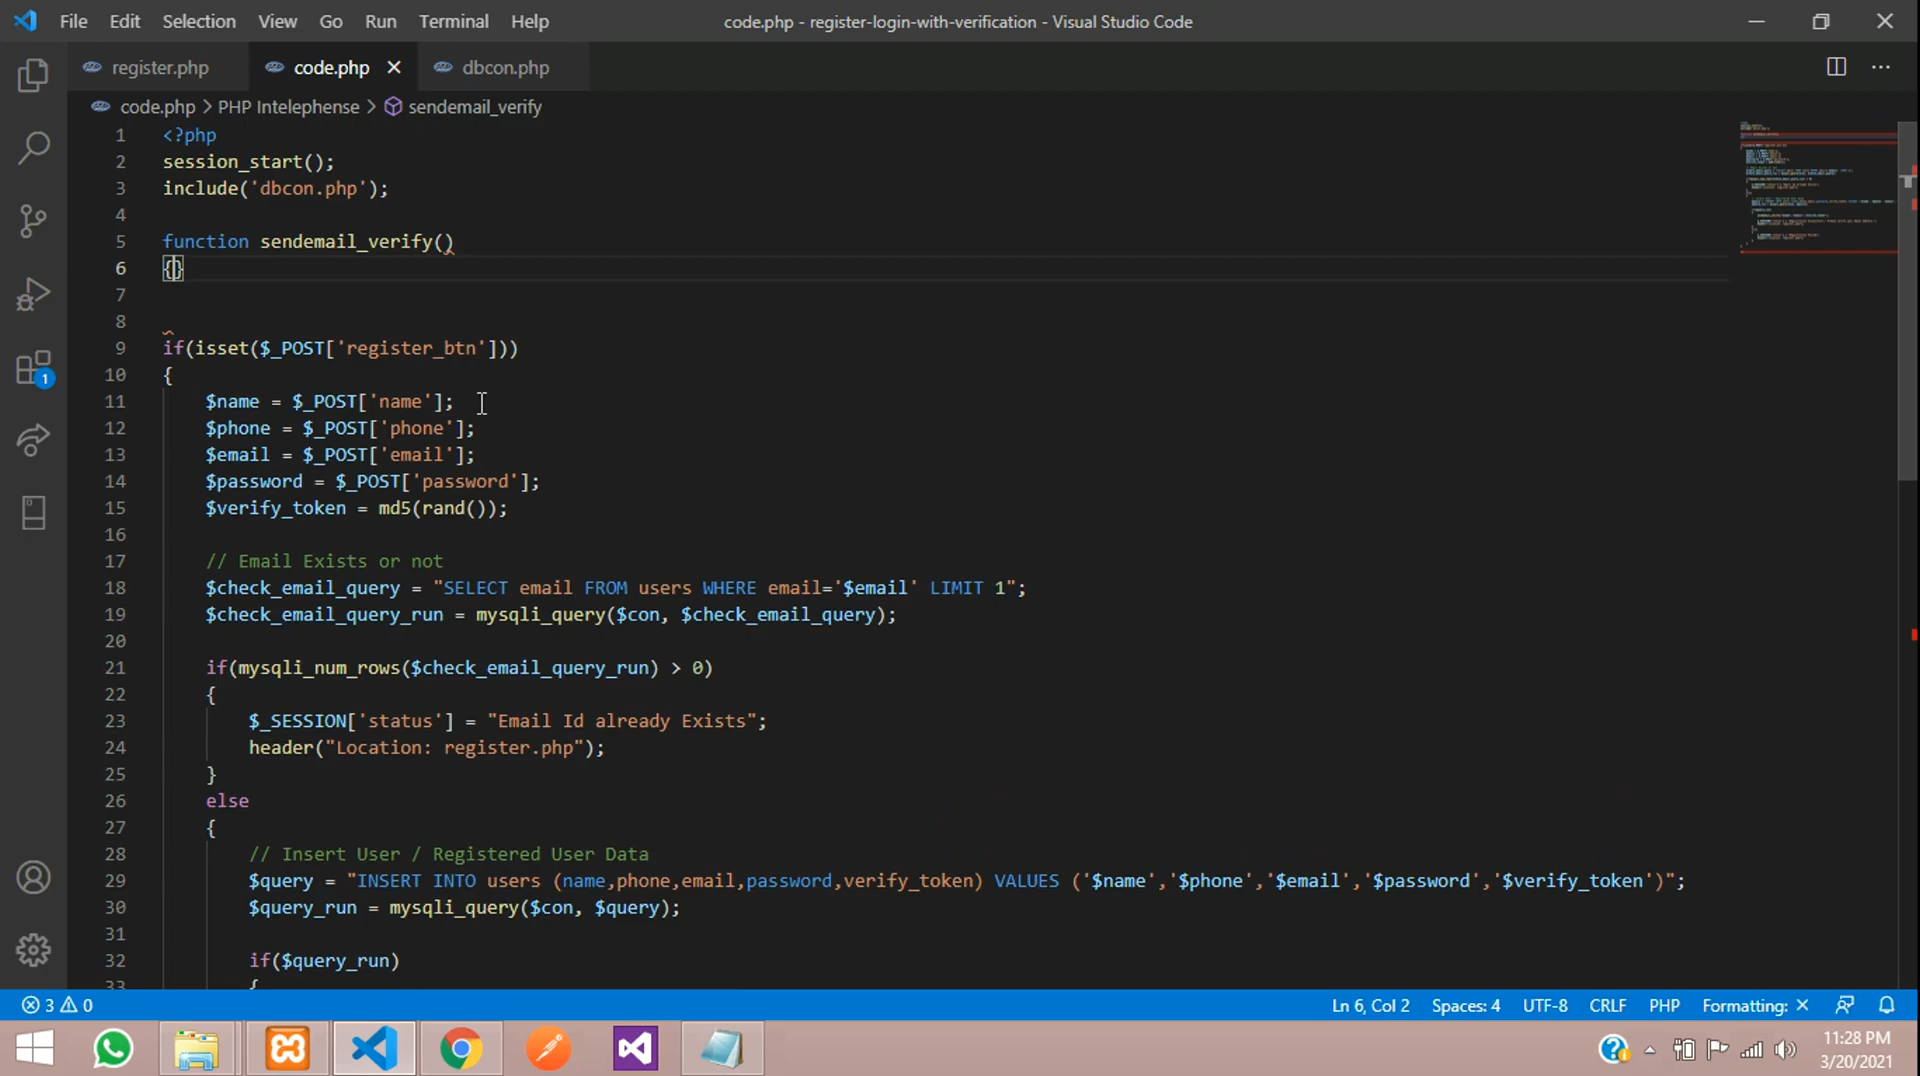 File Edit Selection View Go Run Terminal Help code.php - register-login-with-verification - Visual Studio Code
register.php code.php dbcon.php
code.php > PHP Intelephense > sendemail_verify
1 <?php
2 session_start();
3 include('dbcon.php');
4
5 function sendemail_verify()
6 {}
7
8
9 if(isset($_POST['register_btn']))
10 {
11 $name = $_POST['name'];
12 $phone = $_POST['phone'];
13 $email = $_POST['email'];
14 $password = $_POST['password'];
15 $verify_token = md5(rand());
16
17 // Email Exists or not
18 $check_email_query = "SELECT email FROM users WHERE email='$email' LIMIT 1";
19 $check_email_query_run = mysqli_query($con, $check_email_query);
20
21 if(mysqli_num_rows($check_email_query_run) > 0)
22 {
23 $_SESSION['status'] = "Email Id already Exists";
24 header("Location: register.php");
25 }
26 else
27 {
28 // Insert User / Registered User Data
29 $query = "INSERT INTO users (name,phone,email,password,verify_token) VALUES ('$name','$phone','$email','$password','$verify_token')";
30 $query_run = mysqli_query($con, $query);
31
32 if($query_run)
33 {
1
3 0 Ln 6, Col 2 Spaces: 4 UTF-8 CRLF PHP Formatting: ×
11:28 PM
3/20/2021